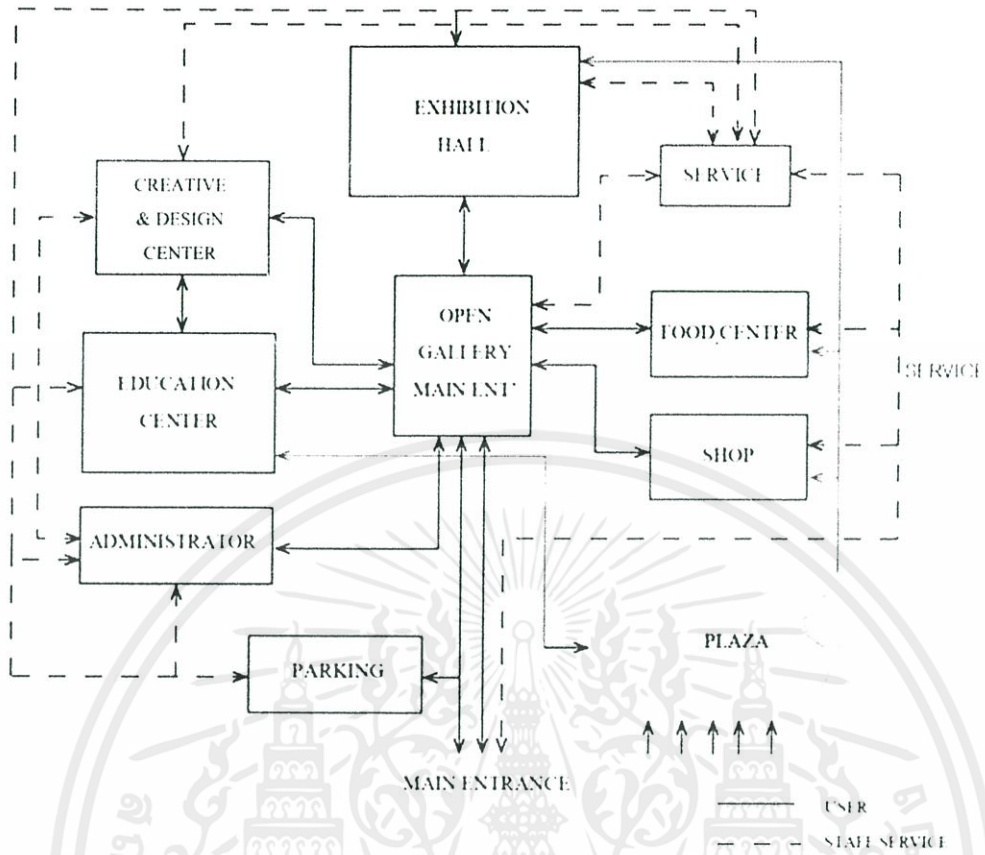 EXHIBITION
HALL
SERVICE
CREATIVE
& DESIGN
CENTER
OPEN
GALLERY
MAIN ENT'
FOOD CENTER
SERVICE
EDUCATION
CENTER
SHOP
ADMINISTRATOR
PLAZA
PARKING
MAIN ENTRANCE
USER
STAFF SERVICE